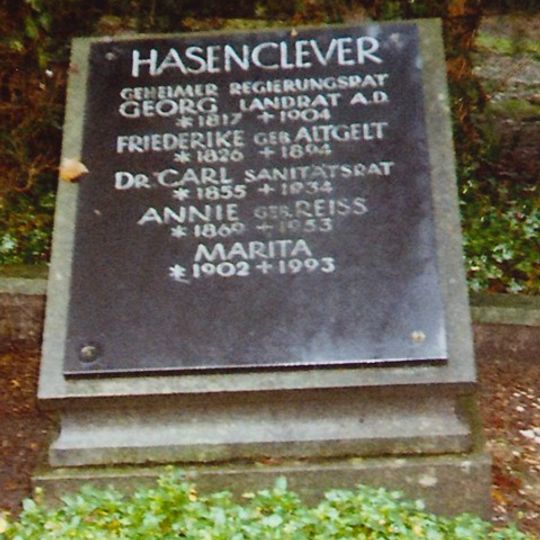 HASENCLEVER
GEHEIMER REGIERUNGSRAT
GEORG LANDRAT A.D.
* 1817 + 1904
FRIEDERIKE GEB. ALTGELT
* 1826 + 1894
DR. CARL SANITÄTSRAT
* 1855 + 1934
ANNIE GEB. REISS
* 1869 + 1953
MARITA
* 1902 + 1993